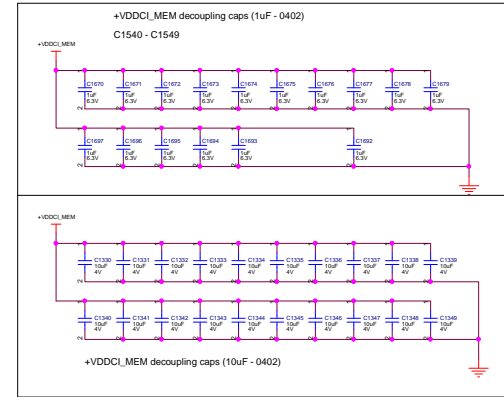 +VDDCI_MEM decoupling caps (1uF - 0402)
C1540 - C1549
+VDDCI_MEM
C1670 C1671 C1672 C1673 C1674 C1675 C1676 C1677 C1678 C1679
1uF 1uF 1uF 1uF 1uF 1uF 1uF 1uF 1uF 1uF
6.3V 6.3V 6.3V 6.3V 6.3V 6.3V 6.3V 6.3V 6.3V 6.3V
C1697 C1696 C1695 C1694 C1693 C1692
1uF 1uF 1uF 1uF 1uF 1uF
6.3V 6.3V 6.3V 6.3V 6.3V 6.3V
+VDDCI_MEM
C1330 C1331 C1332 C1333 C1334 C1335 C1336 C1337 C1338 C1339
10uF 10uF 10uF 10uF 10uF 10uF 10uF 10uF 10uF 10uF
4V 4V 4V 4V 4V 4V 4V 4V 4V 4V
C1340 C1341 C1342 C1343 C1344 C1345 C1346 C1347 C1348 C1349
10uF 10uF 10uF 10uF 10uF 10uF 10uF 10uF 10uF 10uF
4V 4V 4V 4V 4V 4V 4V 4V 4V 4V
+VDDCI_MEM decoupling caps (10uF - 0402)